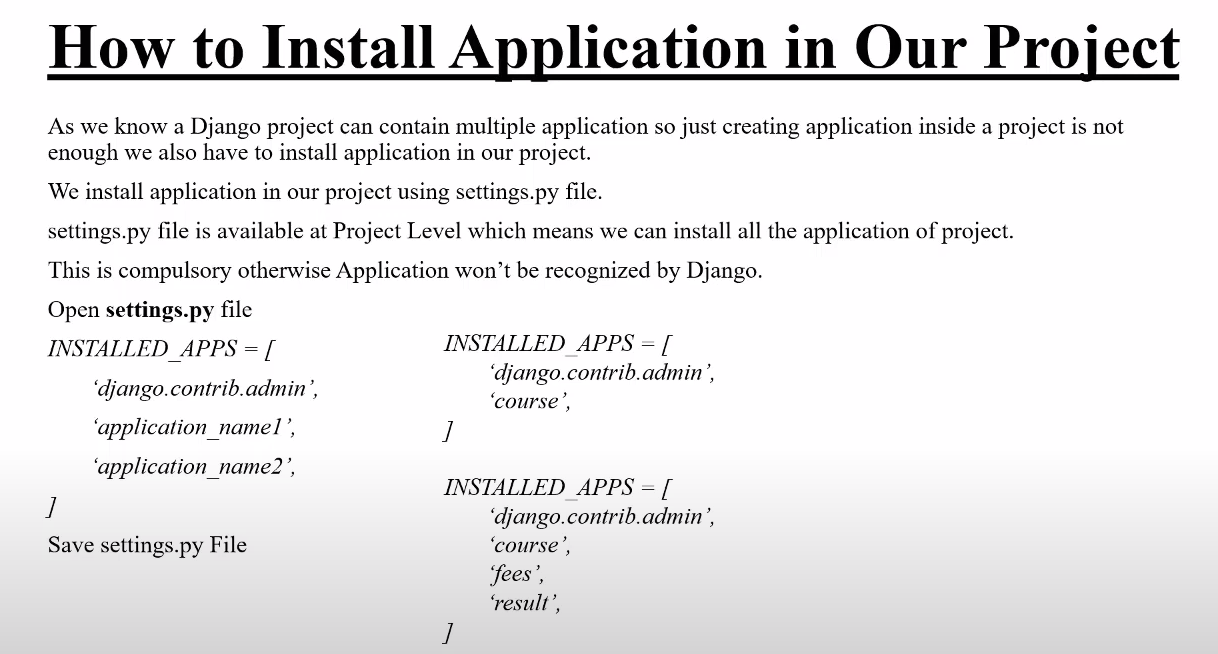 How to Install Application in Our Project
As we know a Django project can contain multiple application so just creating application inside a project is not
enough we also have to install application in our project.
We install application in our project using settings.py file.
settings.py file is available at Project Level which means we can install all the application of project.
This is compulsory otherwise Application won’t be recognized by Django.
Open settings.py file
INSTALLED_APPS = [
‘django.contrib.admin’,
‘application_name1’,
‘application_name2’,
]
Save settings.py File
INSTALLED_APPS = [
‘django.contrib.admin’,
‘course’,
]
INSTALLED_APPS = [
‘django.contrib.admin’,
‘course’,
‘fees’,
‘result’,
]